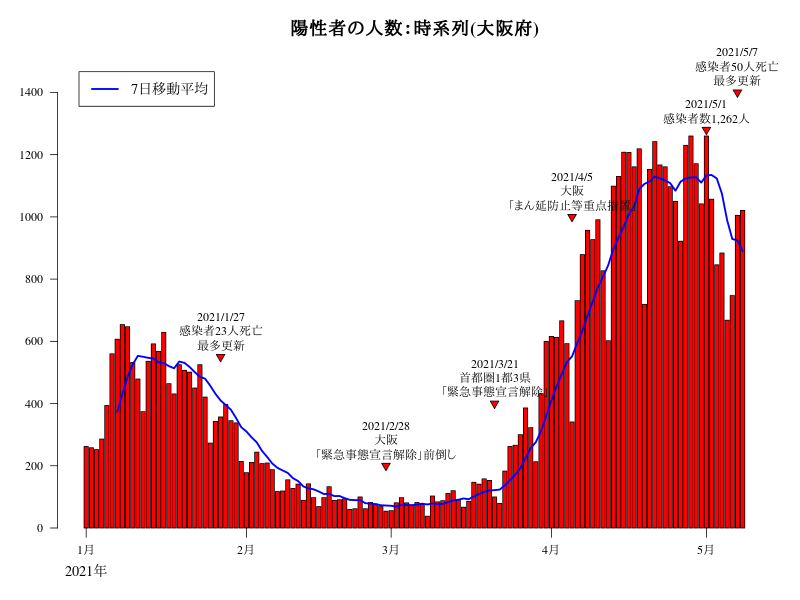 陽性者の人数：時系列(大阪府)
7日移動平均
2021/5/7
感染者50人死亡
最多更新
2021/5/1
感染者数1,262人
2021/4/5
大阪
「まん延防止等重点措置」
2021/1/27
感染者23人死亡
最多更新
2021/3/21
首都圏1都3県
「緊急事態宣言解除」
2021/2/28
大阪
「緊急事態宣言解除」前倒し
1400
1200
1000
800
600
400
200
0
1月
2月
3月
4月
5月
2021年